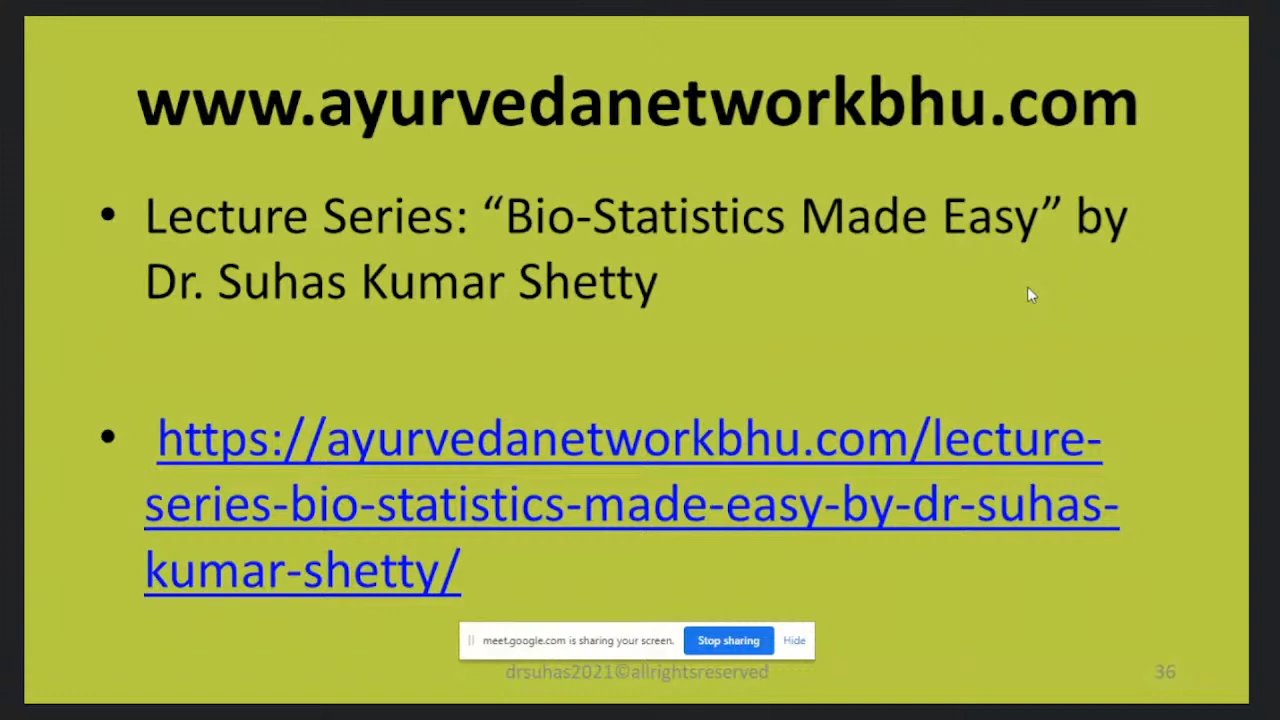 www.ayurvedanetworkbhu.com
• Lecture Series: “Bio-Statistics Made Easy” by
Dr. Suhas Kumar Shetty
• https://ayurvedanetworkbhu.com/lecture-
series-bio-statistics-made-easy-by-dr-suhas-
kumar-shetty/
meet.google.com is sharing your screen. Stop sharing Hide
drsuhas2021©allrightsreserved 36